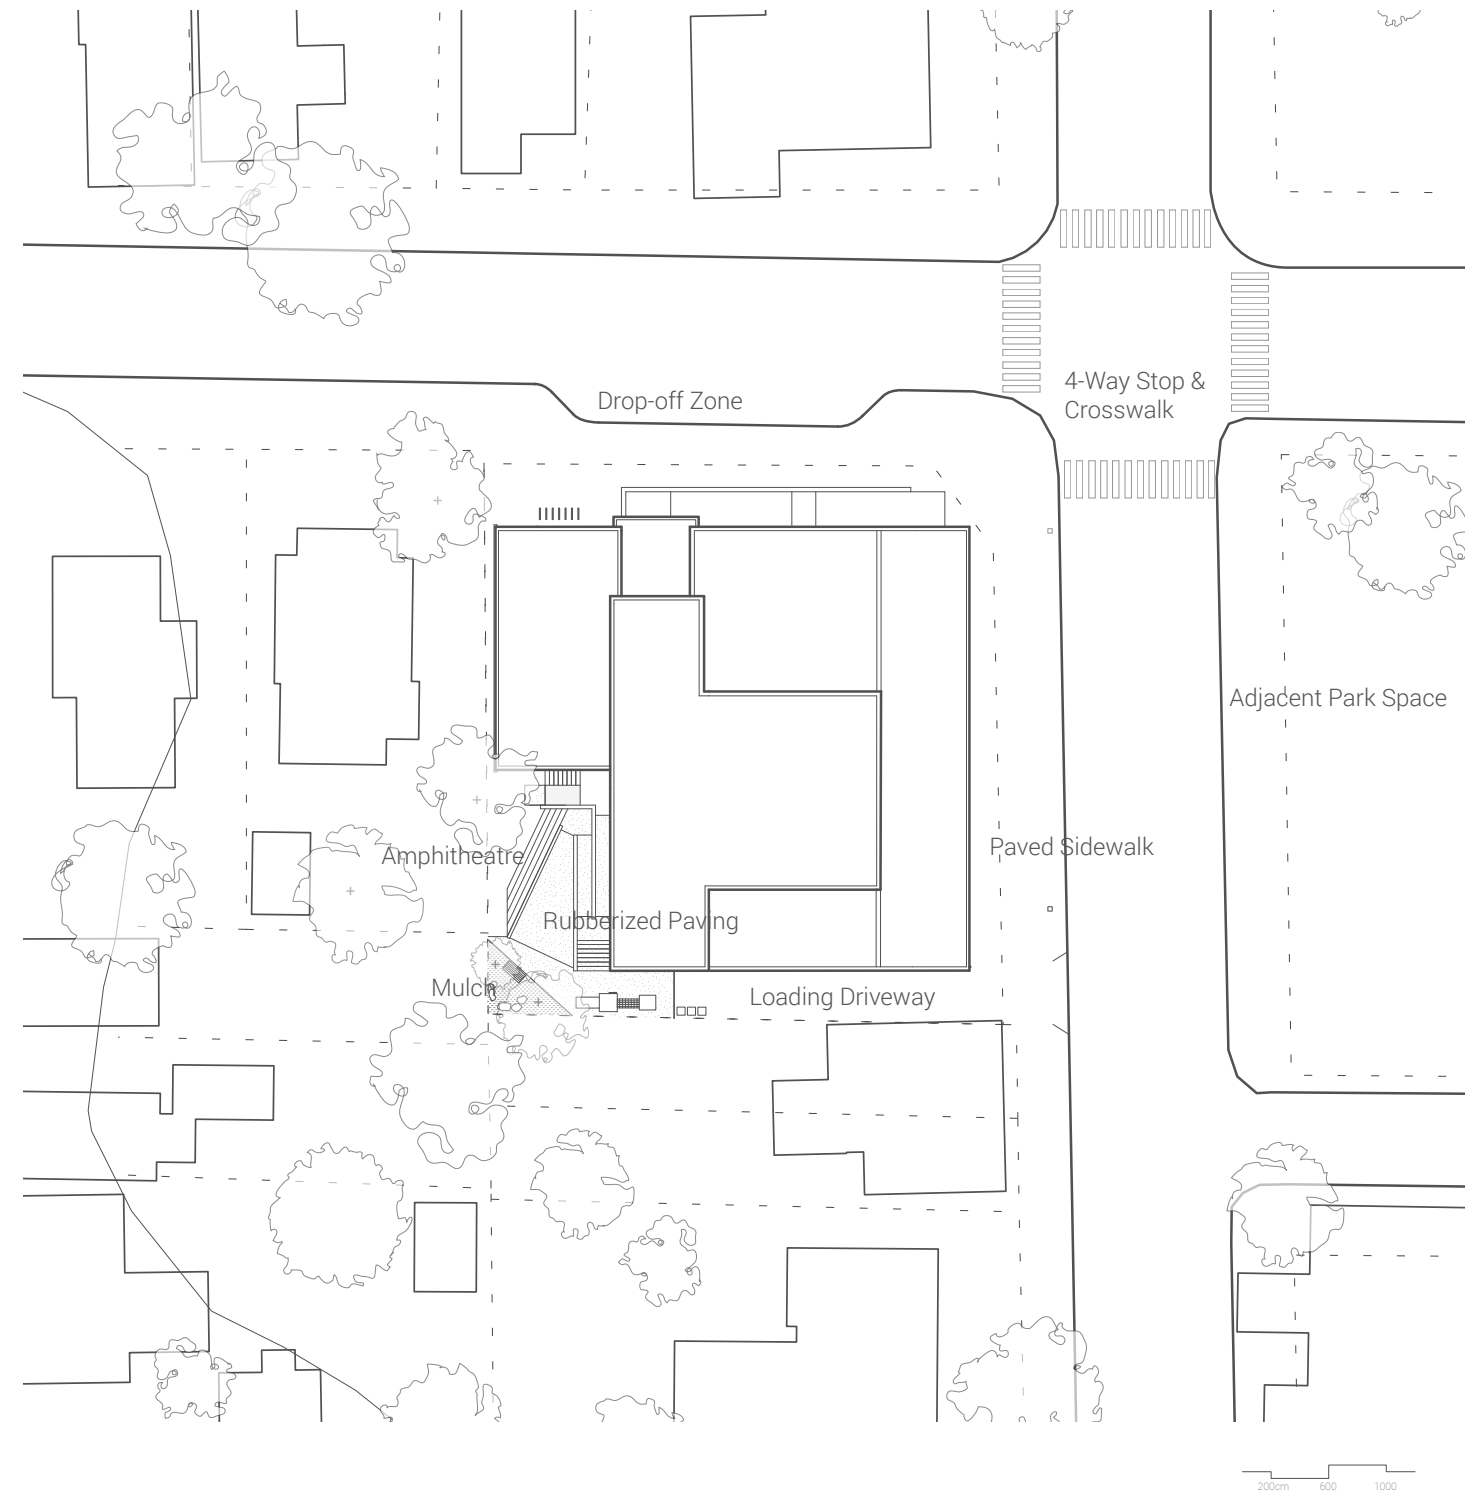 Drop-off Zone
4-Way Stop &
Crosswalk
Adjacent Park Space
Paved Sidewalk
Amphitheatre
Rubberized Paving
Mulch
Loading Driveway
200cm 600 1000